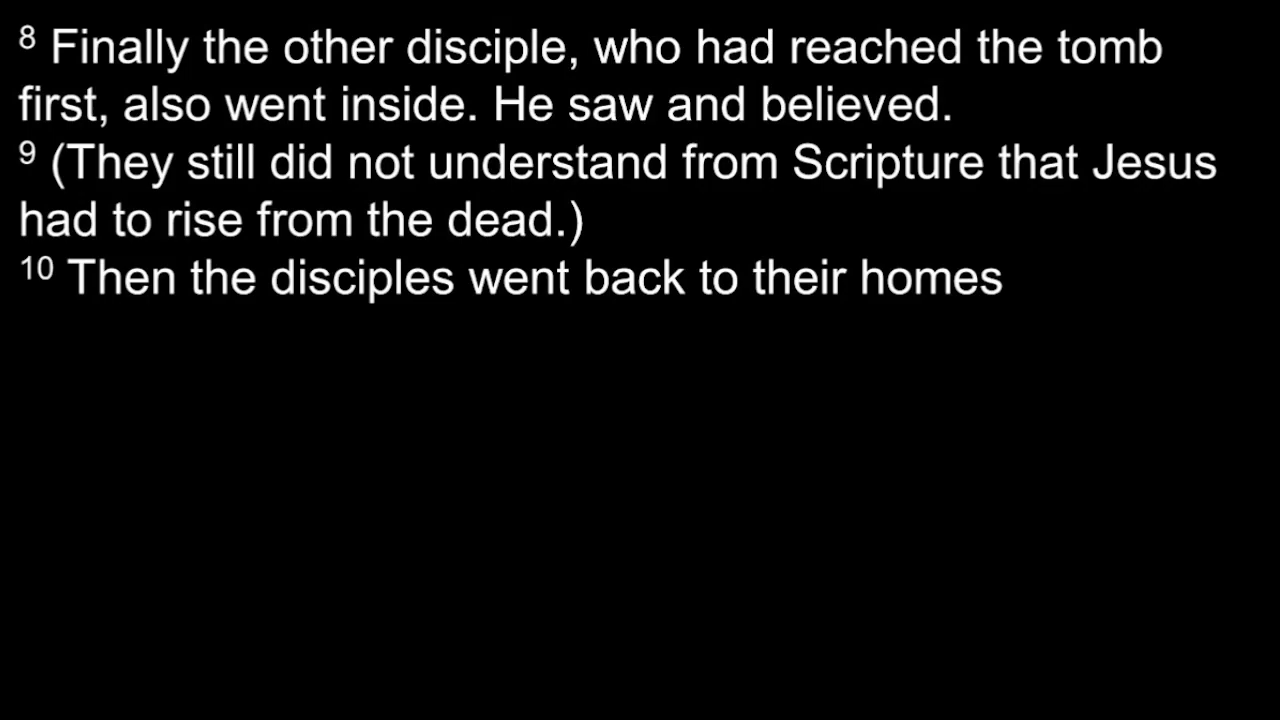 8 Finally the other disciple, who had reached the tomb
first, also went inside. He saw and believed.
9 (They still did not understand from Scripture that Jesus
had to rise from the dead.)
10 Then the disciples went back to their homes